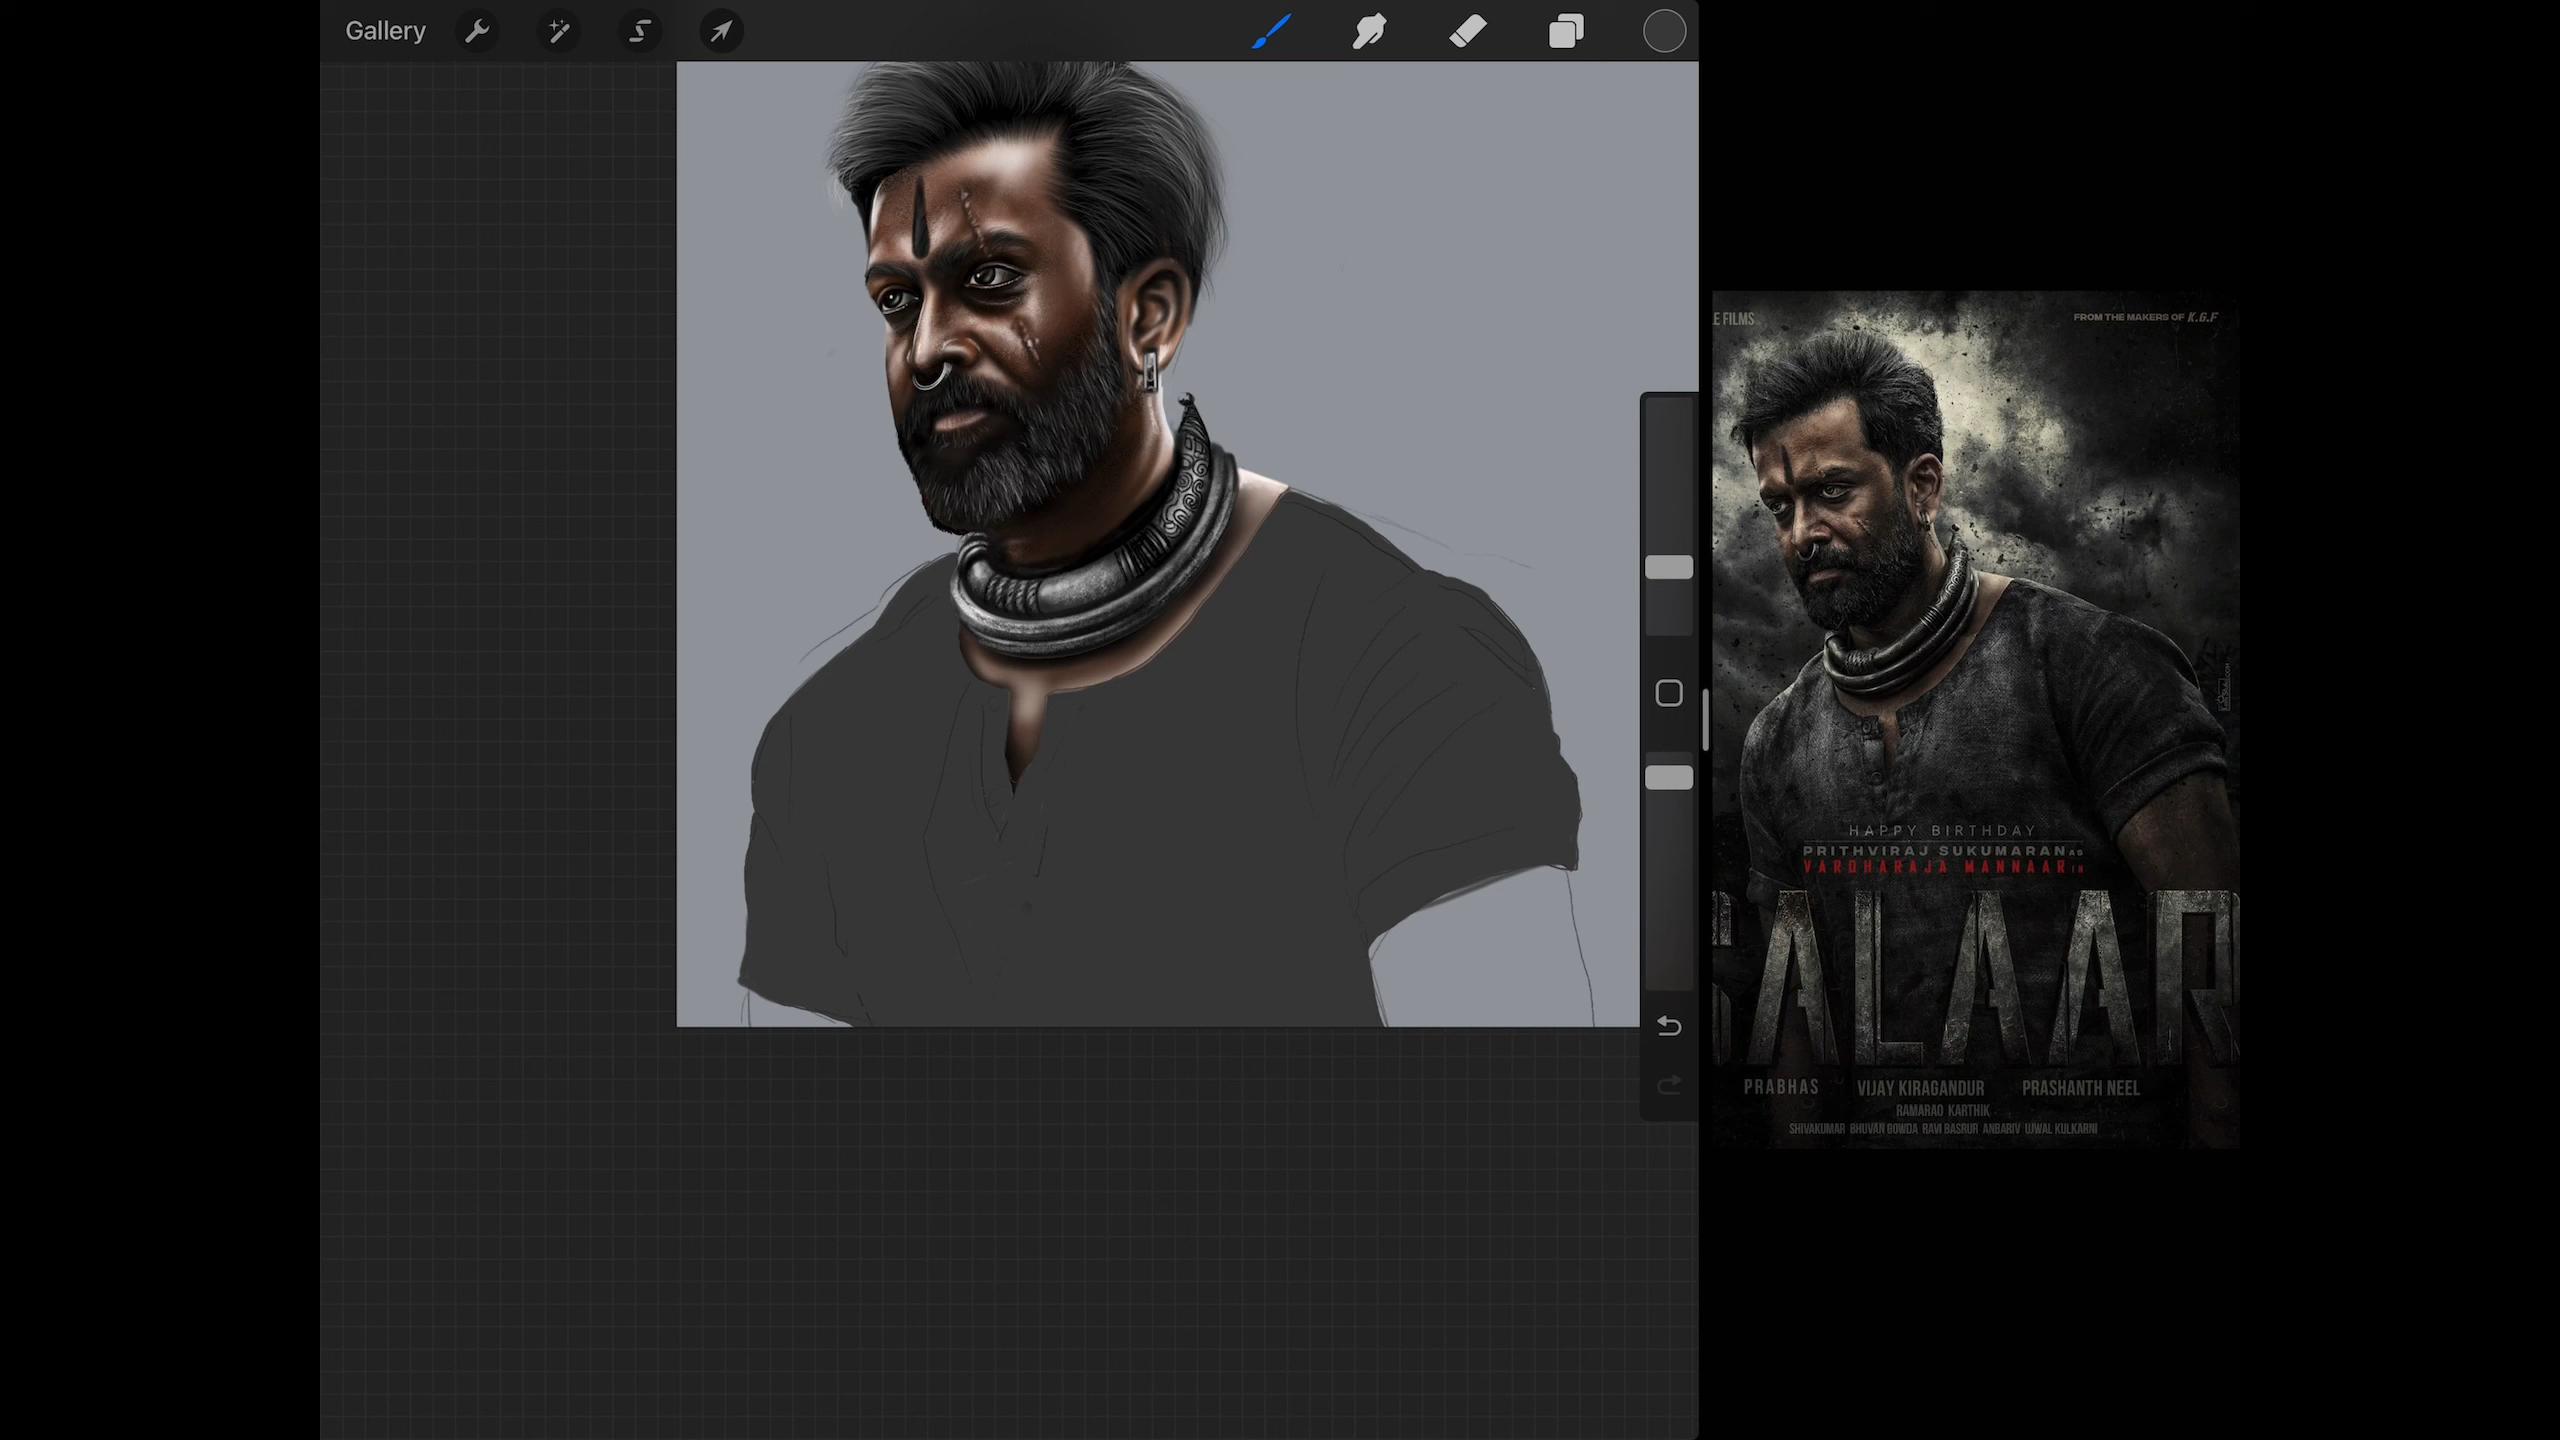 Gallery
E FILMS
FROM THE MAKERS OF K.G.F
HAPPY BIRTHDAY
PRITHVIRAJ SUKUMARAN AS
VARDHARAJA MANNAAR IN
SALAAR
PRABHAS VIJAY KIRAGANDUR PRASHANTH NEEL
RAMARAO KARTHIK
SHIVAKUMAR BHUVAN GOWDA RAVI BASRUR ANBARIV UJWAL KULKARNI